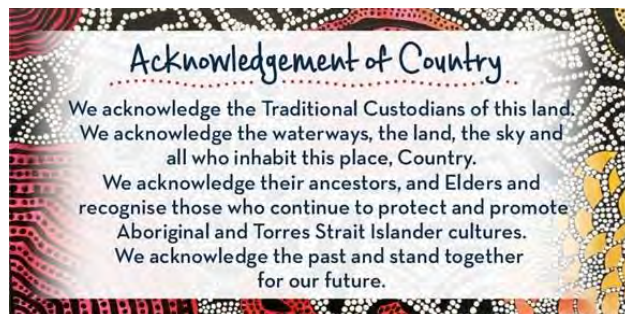 Acknowledgement of Country
We acknowledge the Traditional Custodians of this land.
We acknowledge the waterways, the land, the sky and
all who inhabit this place, Country.
We acknowledge their ancestors, and Elders and
recognise those who continue to protect and promote
Aboriginal and Torres Strait Islander cultures.
We acknowledge the past and stand together
for our future.